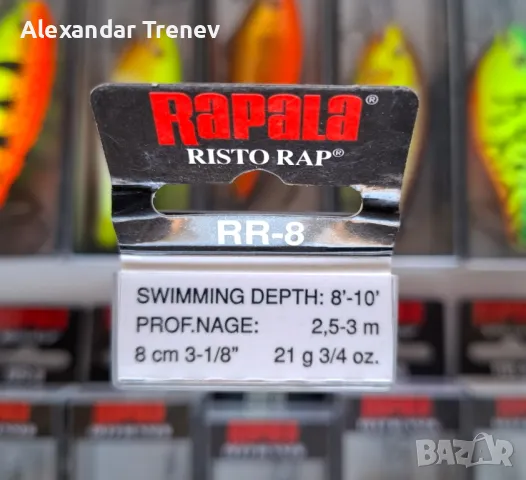 Alexandar Trenev
RAPALA®
RISTO RAP®
RR-8
SWIMMING DEPTH: 8'-10'
PROF.NAGE: 2,5-3 m
8 cm 3-1/8" 21 g 3/4 oz.
BAZAR